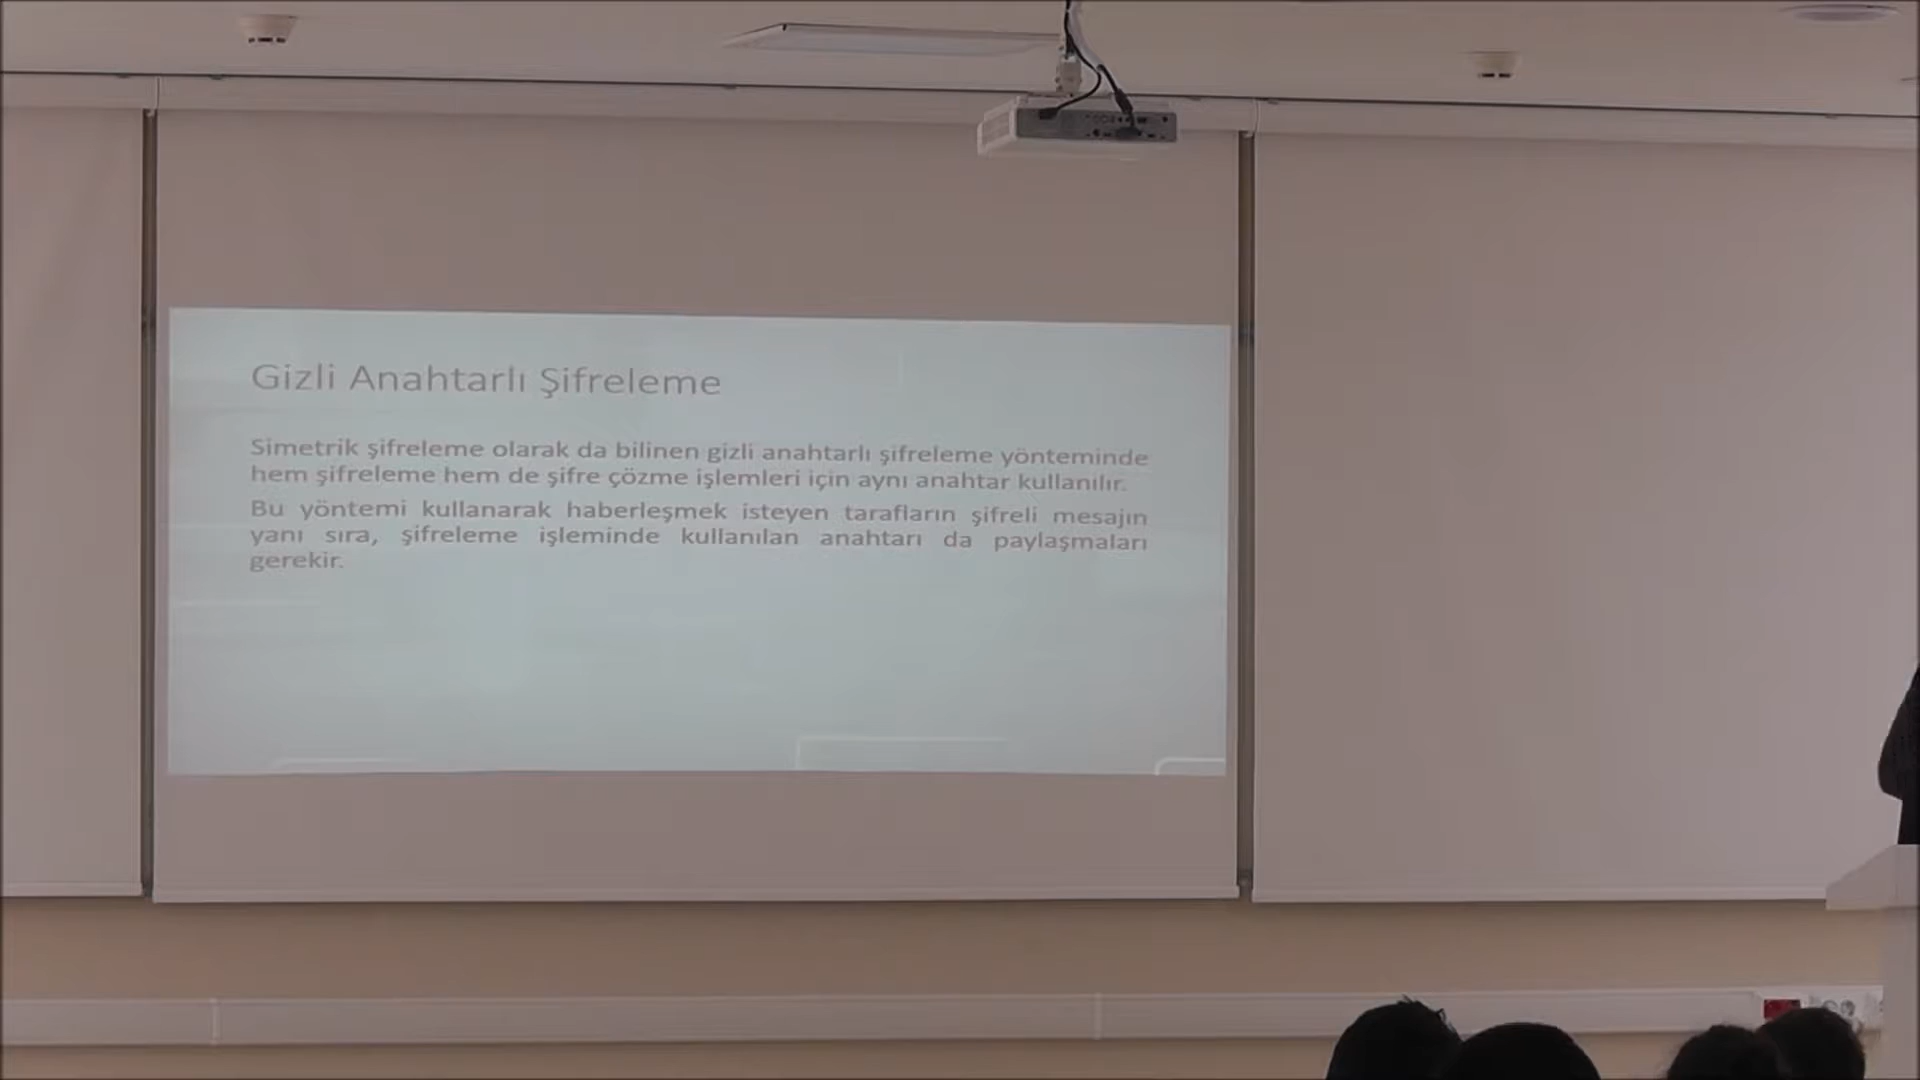 Gizli Anahtarlı Şifreleme
Simetrik şifreleme olarak da bilinen gizli anahtarlı şifreleme yönteminde
hem şifreleme hem de şifre çözme işlemleri için aynı anahtar kullanılır.
Bu yöntemi kullanarak haberleşmek isteyen tarafların şifreli mesajın
yanı sıra, şifreleme işleminde kullanılan anahtarı da paylaşmaları
gerekir.